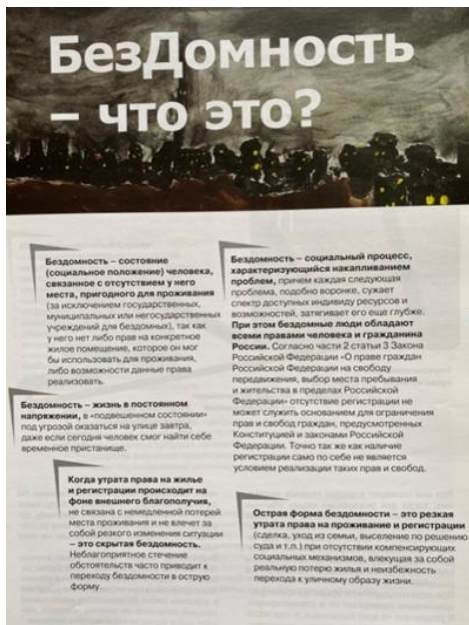 БезДомность
– что это?
Бездомность – состояние
(социальное положение) человека,
связанное с отсутствием у него
места, пригодного для проживания
(за исключением государственных,
муниципальных или негосударственных
учреждений для бездомных), так как
у него нет либо прав на конкретное
жилое помещение, которое он мог
бы использовать для проживания,
либо возможности данные права
реализовать.
Бездомность – жизнь в постоянном
напряжении, в «подвешенном состоянии»
под угрозой оказаться на улице завтра,
даже если сегодня человек смог найти себе
временное пристанище.
Когда утрата права на жилье
и регистрации происходит на
фоне внешнего благополучия,
не связана с немедленной потерей
места проживания и не влечет за
собой резкого изменения ситуации
– это скрытая бездомность.
Неблагоприятное стечение
обстоятельств часто приводит к
переходу бездомности в острую
форму.
Бездомность – социальный процесс,
характеризующийся накапливанием
проблем, причем каждая следующая
проблема, подобно воронке, сужает
спектр доступных индивиду ресурсов и
возможностей, затягивает его еще глубже.
При этом бездомные люди обладают
всеми правами человека и гражданина
России. Согласно части 2 статьи 3 Закона
Российской Федерации «О праве граждан
Российской Федерации на свободу
передвижения, выбор места пребывания
и жительства в пределах Российской
Федерации» отсутствие регистрации не
может служить основанием для ограничения
прав и свобод граждан, предусмотренных
Конституцией и законами Российской
Федерации. Точно так же как наличие
регистрации само по себе не является
условием реализации таких прав и свобод.
Острая форма бездомности – это резкая
утрата права на проживание и регистрации
(сделка, уход из семьи, выселение по решению
суда и т.п.) при отсутствии компенсирующих
социальных механизмов, влекущая за собой
реальную потерю жилья и неизбежность
перехода к уличному образу жизни.